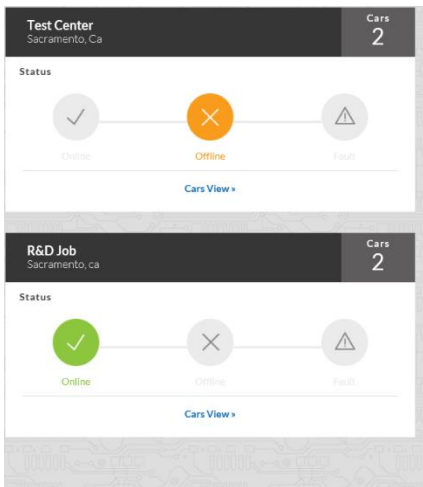 Test Center
Sacramento, Ca
Cars
2
Status
Online
Offline
Fault
Cars View »
R&D Job
Sacramento, ca
Cars
2
Status
Online
Offline
Fault
Cars View »